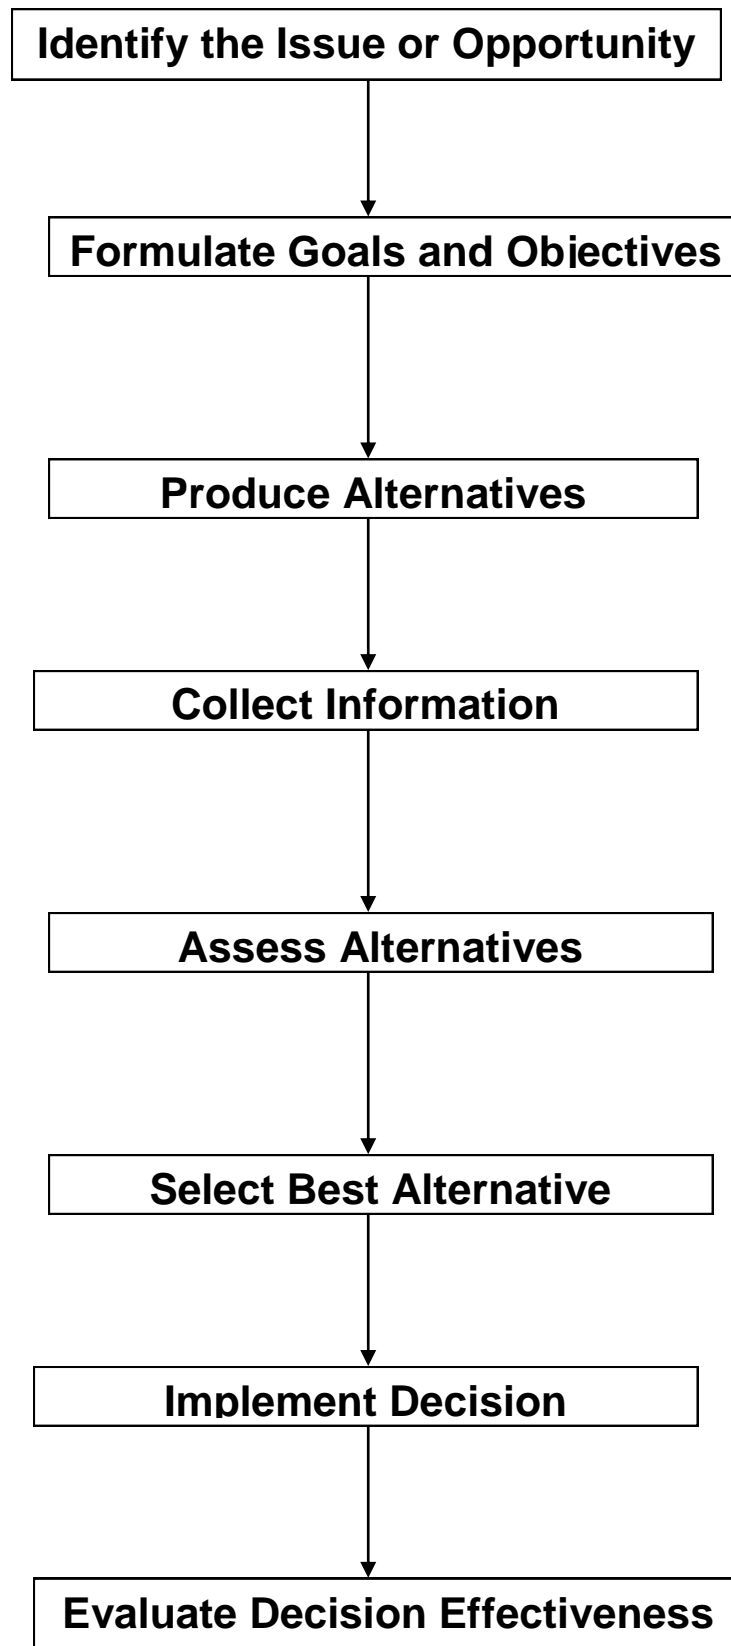 Identify the Issue or Opportunity
Formulate Goals and Objectives
Produce Alternatives
Collect Information
Assess Alternatives
Select Best Alternative
Implement Decision
Evaluate Decision Effectiveness